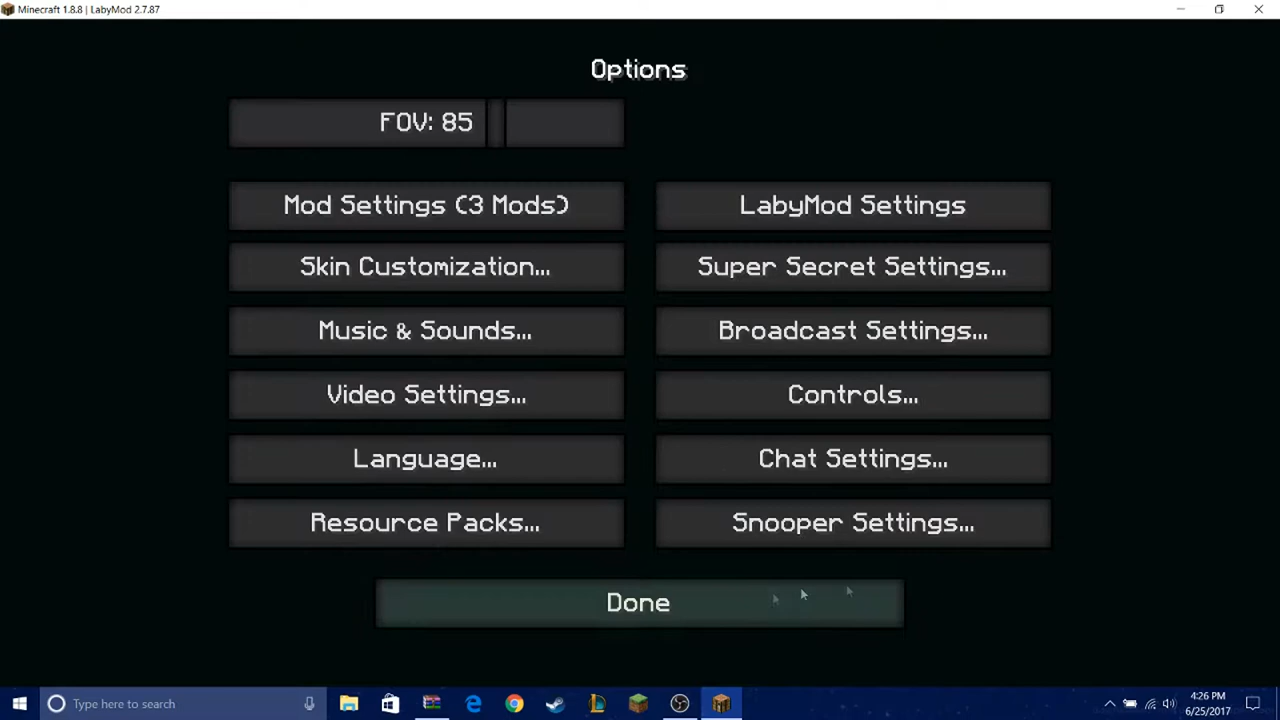 Minecraft 1.8.8 | LabyMod 2.7.87
Options
FOV: 85
Mod Settings (3 Mods)
LabyMod Settings
Skin Customization...
Super Secret Settings...
Music & Sounds...
Broadcast Settings...
Video Settings...
Controls...
Language...
Chat Settings...
Resource Packs...
Snooper Settings...
Done
Type here to search
4:26 PM
6/25/2017